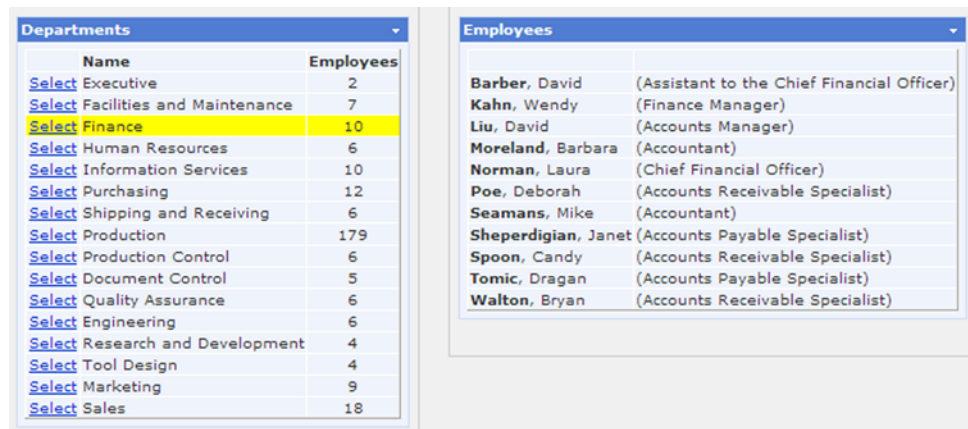 Departments
Name Employees
Select Executive 2
Select Facilities and Maintenance 7
Select Finance 10
Select Human Resources 6
Select Information Services 10
Select Purchasing 12
Select Shipping and Receiving 6
Select Production 179
Select Production Control 6
Select Document Control 5
Select Quality Assurance 6
Select Engineering 6
Select Research and Development 4
Select Tool Design 4
Select Marketing 9
Select Sales 18
Employees
Barber, David (Assistant to the Chief Financial Officer)
Kahn, Wendy (Finance Manager)
Liu, David (Accounts Manager)
Moreland, Barbara (Accountant)
Norman, Laura (Chief Financial Officer)
Poe, Deborah (Accounts Receivable Specialist)
Seamans, Mike (Accountant)
Sheperdigian, Janet (Accounts Payable Specialist)
Spoon, Candy (Accounts Receivable Specialist)
Tomic, Dragan (Accounts Payable Specialist)
Walton, Bryan (Accounts Receivable Specialist)